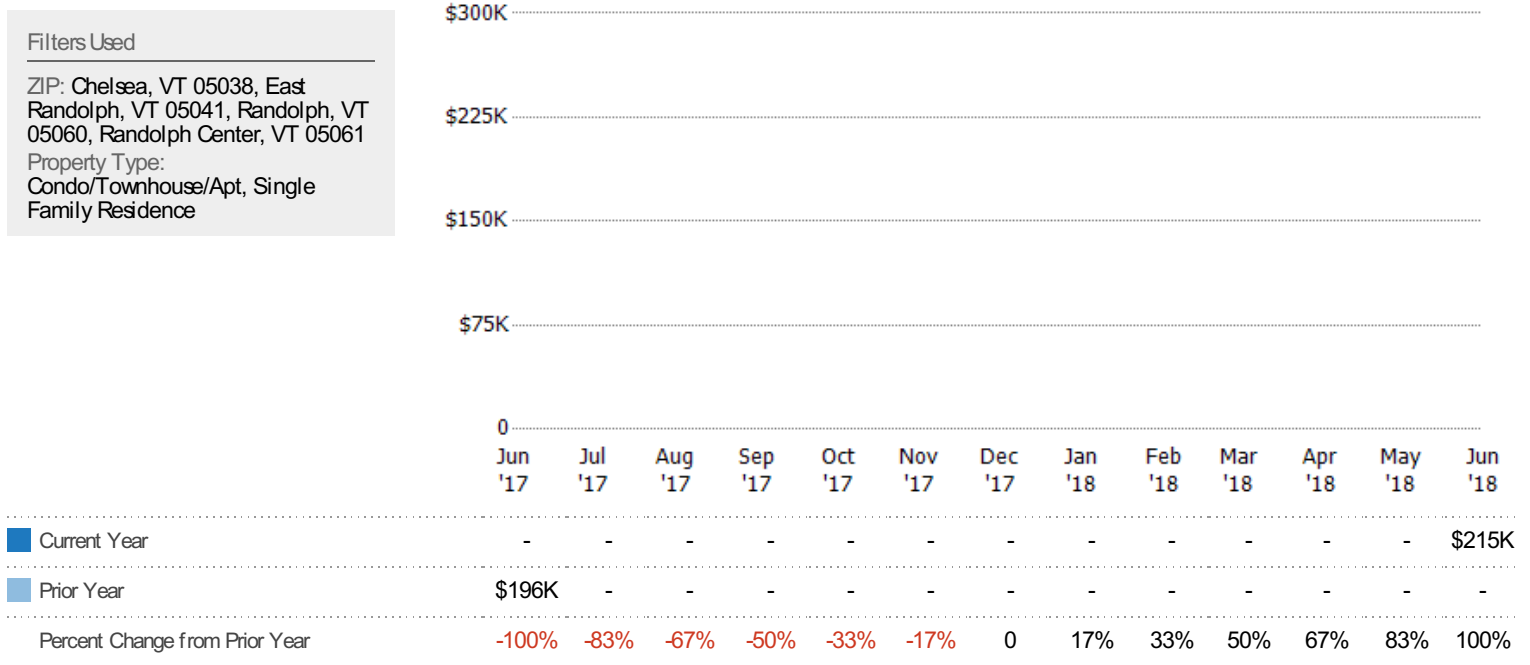 Filters Used
ZIP: Chelsea, VT 05038, East
Randolph, VT 05041, Randolph, VT
05060, Randolph Center, VT 05061
Property Type:
Condo/Townhouse/Apt, Single
Family Residence
$300K
$225K
$150K
$75K
0
Jun Jul Aug Sep Oct Nov Dec Jan Feb Mar Apr May Jun
'17 '17 '17 '17 '17 '17 '17 '18 '18 '18 '18 '18 '18
Current Year - - - - - - - - - - - - $215K
Prior Year $196K - - - - - - - - - - - -
Percent Change from Prior Year -100% -83% -67% -50% -33% -17% 0 17% 33% 50% 67% 83% 100%